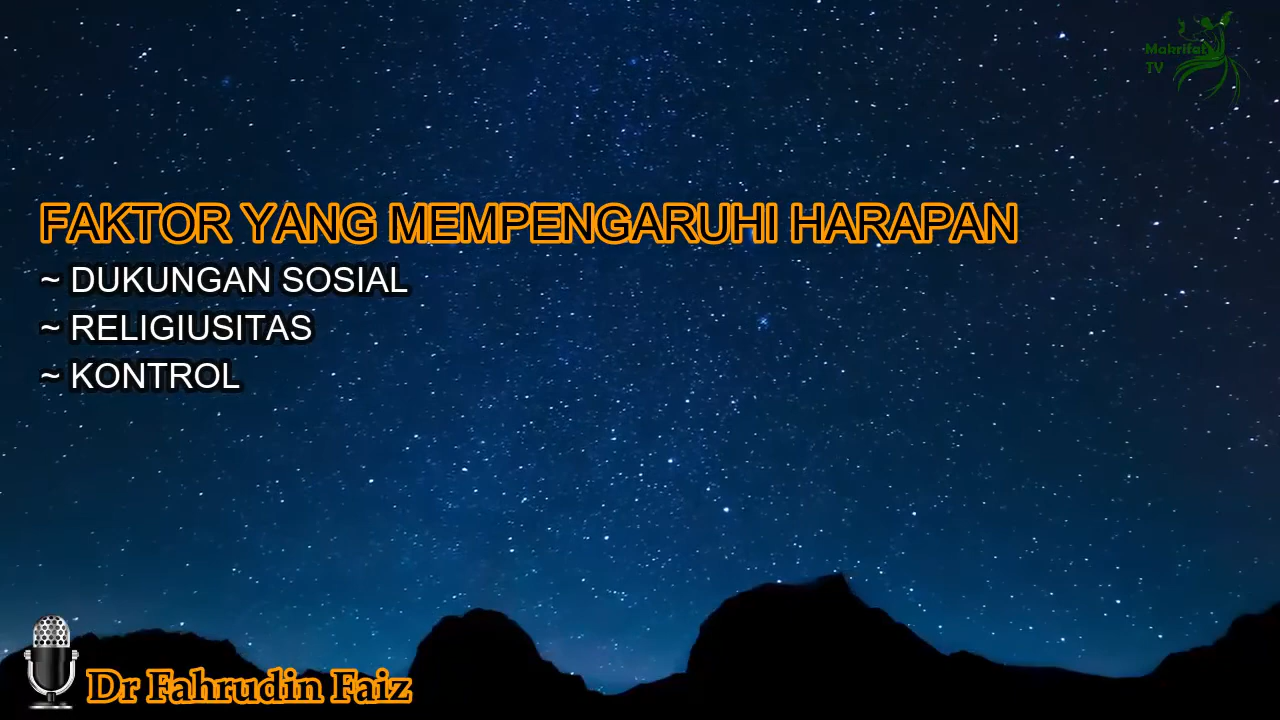 Makrifat
TV
FAKTOR YANG MEMPENGARUHI HARAPAN
~ DUKUNGAN SOSIAL
~ RELIGIUSITAS
~ KONTROL
Dr Fahrudin Faiz